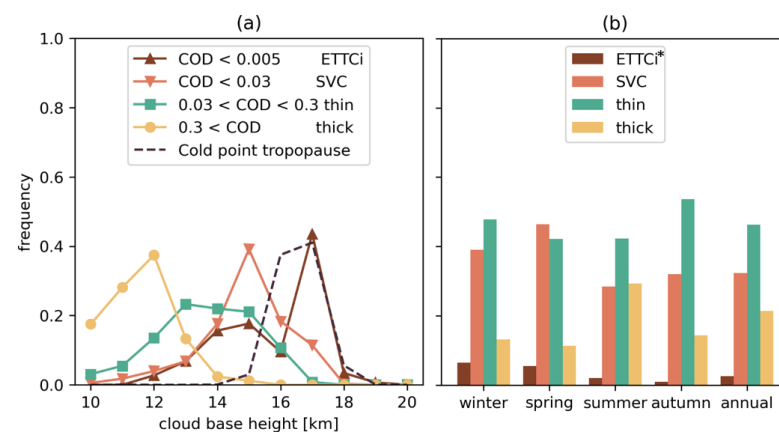 (a)
1.0
0.8
0.6
0.4
0.2
0.0
frequency
COD < 0.005 ETTCi
COD < 0.03 SVC
0.03 < COD < 0.3 thin
0.3 < COD thick
Cold point tropopause
10 12 14 16 18 20
cloud base height [km]
(b)
ETTCi*
SVC
thin
thick
winter spring summer autumn annual